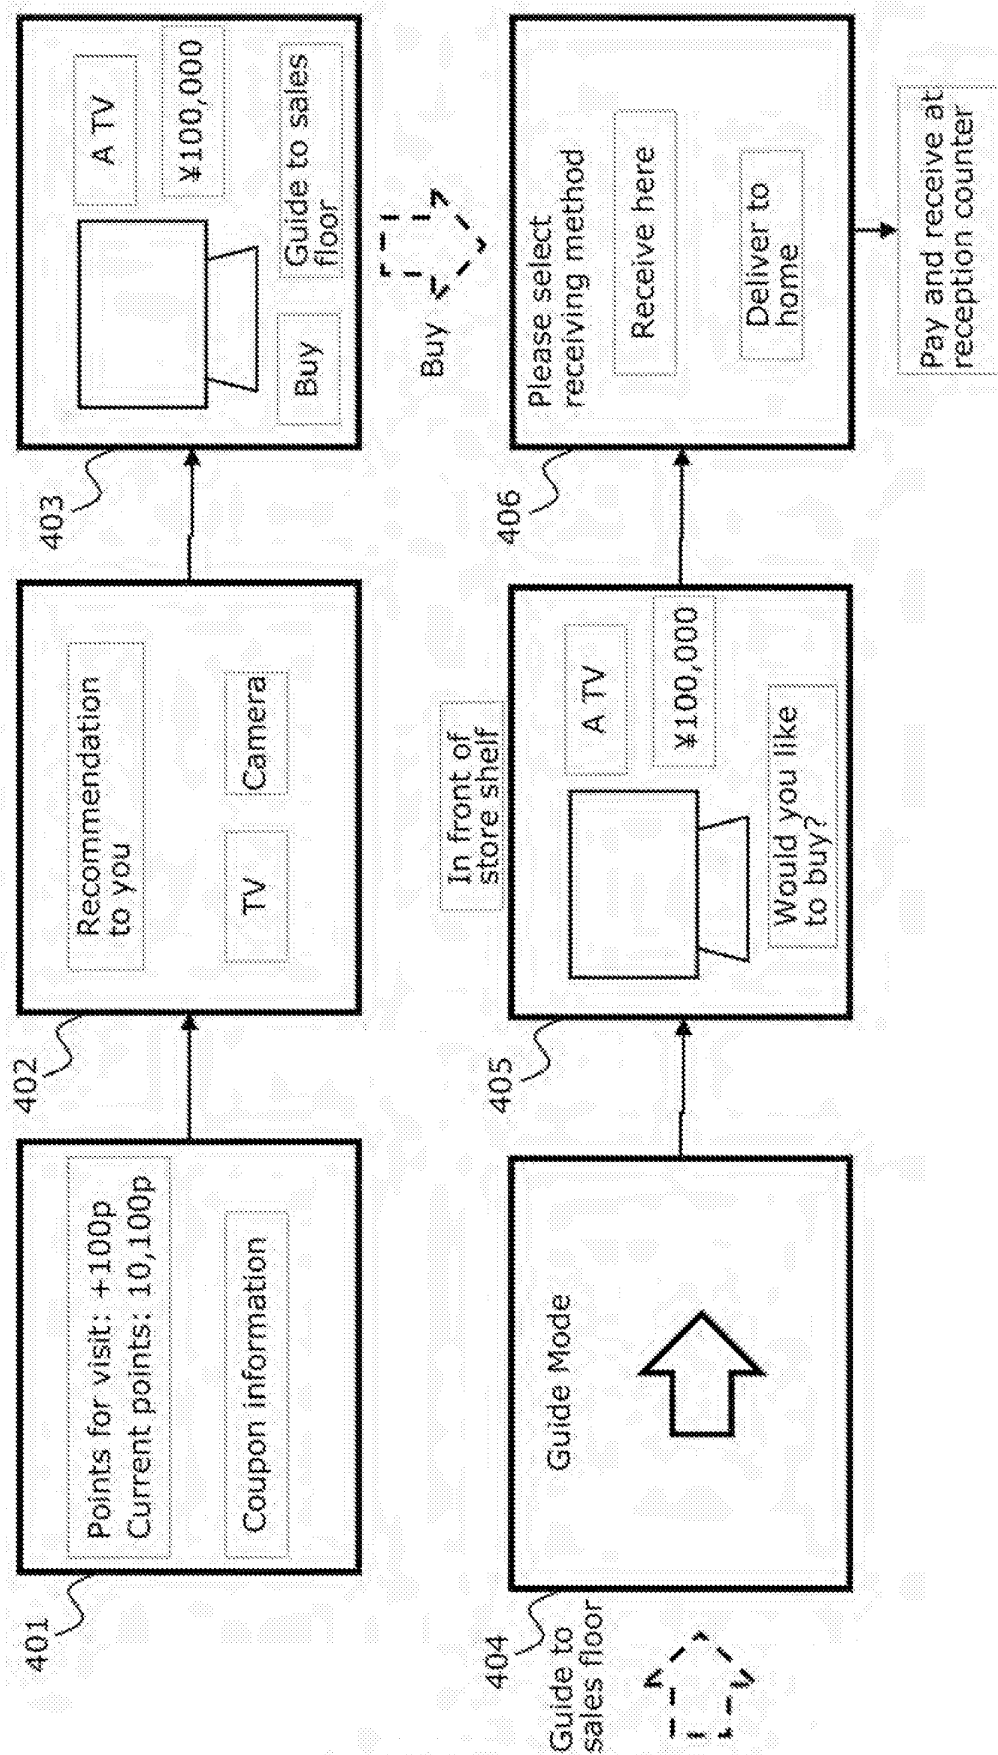 401
Points for visit: +100p
Current points: 10,100p
Coupon information
402
Recommendation
to you
TV
Camera
403
A TV
¥100,000
Buy
Guide to sales
floor
Buy
Guide to
sales floor
404
Guide Mode
405
In front of
store shelf
A TV
¥100,000
Would you like
to buy?
406
Please select
receiving method
Receive here
Deliver to
home
Pay and receive at
reception counter